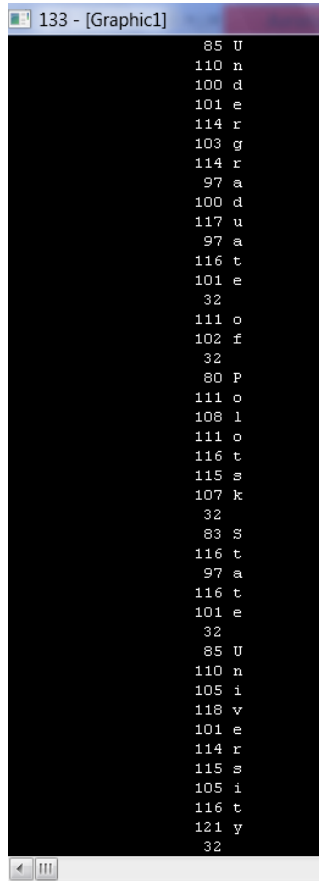 133 - [Graphic1]
85 U
110 n
100 d
101 e
114 r
103 g
114 r
97 a
100 d
117 u
97 a
116 t
101 e
32
111 o
102 f
32
80 P
111 o
108 l
111 o
116 t
115 s
107 k
32
83 S
116 t
97 a
116 t
101 e
32
85 U
110 n
105 i
118 v
101 e
114 r
115 s
105 i
116 t
121 y
32